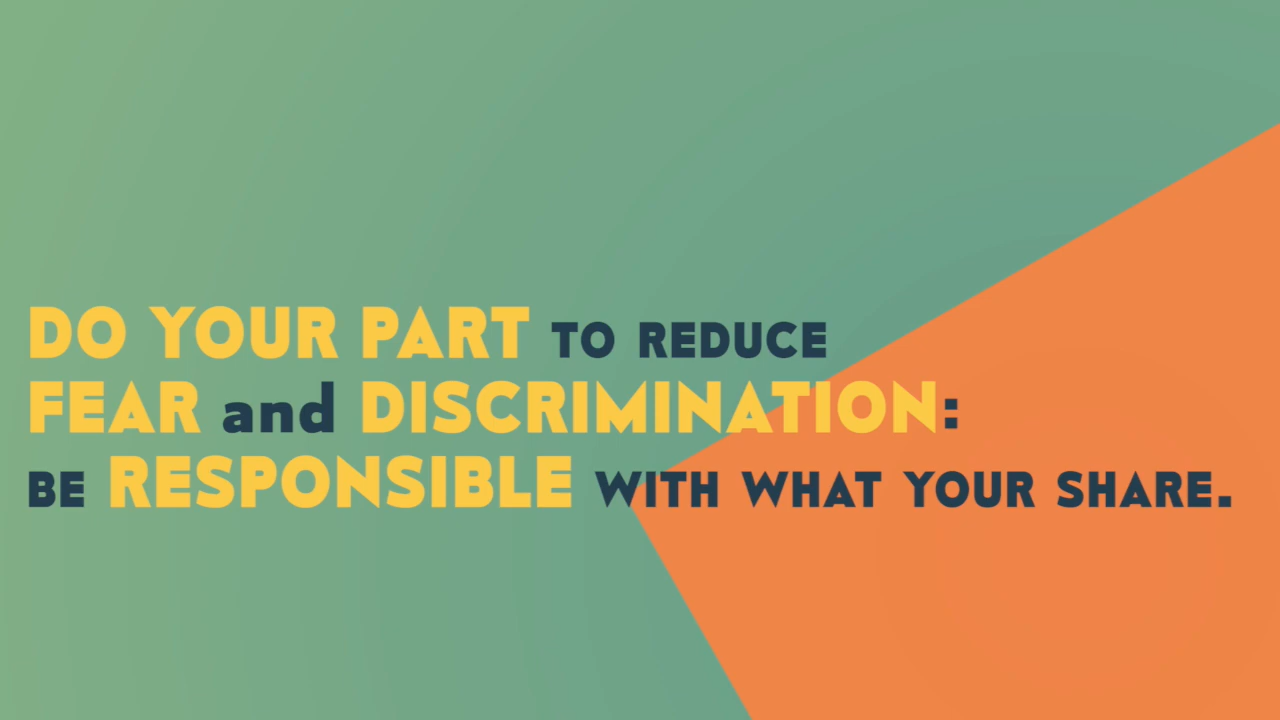 DO YOUR PART TO REDUCE
FEAR and DISCRIMINATION:
BE RESPONSIBLE WITH WHAT YOUR SHARE.